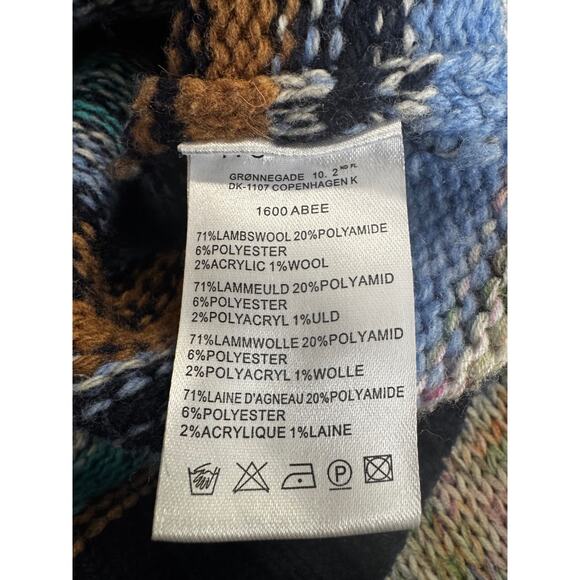 GRØNNEGADE 10. 2ND FL
DK-1107 COPENHAGEN K
1600 ABEE
71%LAMBSWOOL 20%POLYAMIDE
6%POLYESTER
2%ACRYLIC 1%WOOL
71%LAMMEULD 20%POLYAMID
6%POLYESTER
2%POLYACRYL 1%ULD
71%LAMMWOLLE 20%POLYAMID
6%POLYESTER
2%POLYACRYL 1%WOLLE
71%LAINE D'AGNEAU 20%POLYAMIDE
6%POLYESTER
2%ACRYLIQUE 1%LAINE
P